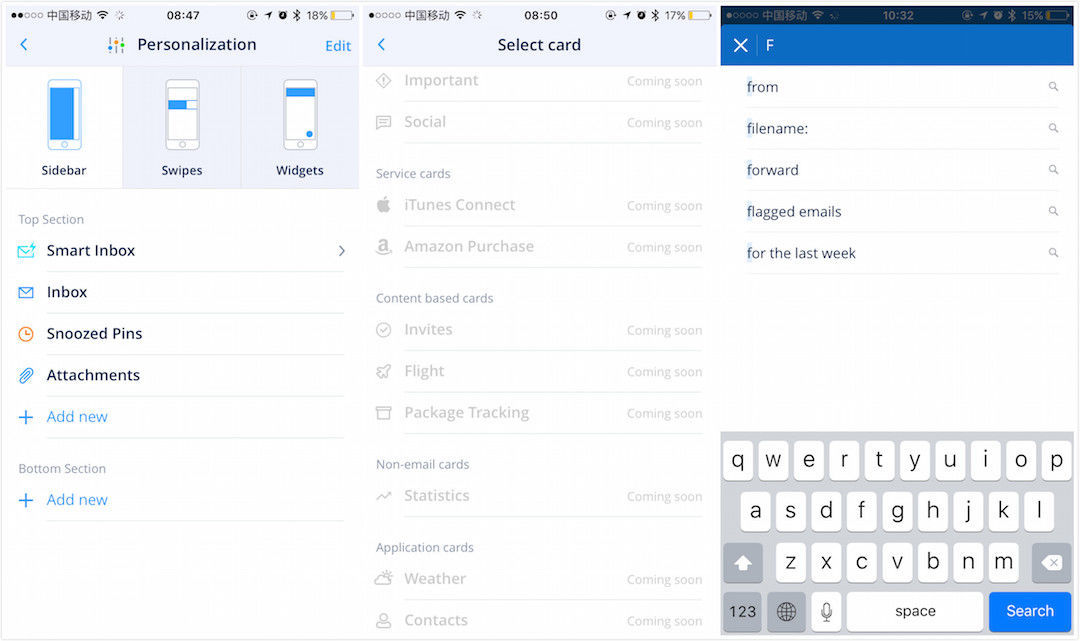 中国移动 08:47 18%
Personalization Edit
Sidebar Swipes Widgets
Top Section
Smart Inbox
Inbox
Snoozed Pins
Attachments
Add new
Bottom Section
Add new
中国移动 08:50 17%
Select card
Important Coming soon
Social Coming soon
Service cards
iTunes Connect Coming soon
Amazon Purchase Coming soon
Content based cards
Invites Coming soon
Flight Coming soon
Package Tracking Coming soon
Non-email cards
Statistics Coming soon
Application cards
Weather Coming soon
Contacts Coming soon
中国移动 10:32 15%
F
from
filename:
forward
flagged emails
for the last week
q w e r t y u i o p
a s d f g h j k l
z x c v b n m
123 space Search